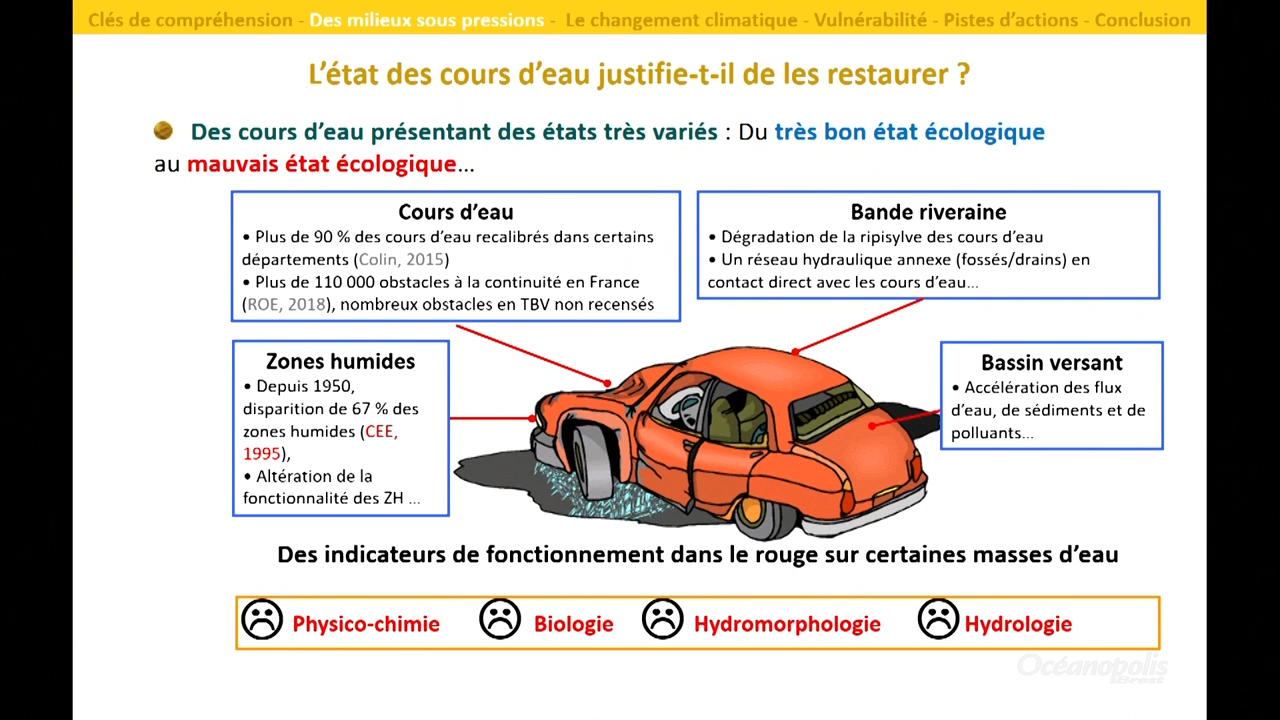 Clés de compréhension - Des milieux sous pressions - Le changement climatique - Vulnérabilité - Pistes d'actions - Conclusion
L'état des cours d'eau justifie-t-il de les restaurer ?
Des cours d'eau présentant des états très variés : Du très bon état écologique
au mauvais état écologique...
Cours d'eau
• Plus de 90 % des cours d'eau recalibrés dans certains
départements (Colin, 2015)
• Plus de 110 000 obstacles à la continuité en France
(ROE, 2018), nombreux obstacles en TBV non recensés
Bande riveraine
• Dégradation de la ripisylve des cours d'eau
• Un réseau hydraulique annexe (fossés/drains) en
contact direct avec les cours d'eau...
Zones humides
• Depuis 1950,
disparition de 67 % des
zones humides (CEE,
1995),
• Altération de la
fonctionnalité des ZH ...
Bassin versant
• Accélération des flux
d'eau, de sédiments et de
polluants...
Des indicateurs de fonctionnement dans le rouge sur certaines masses d'eau
Physico-chimie Biologie Hydromorphologie Hydrologie
Océanopolis
Brest